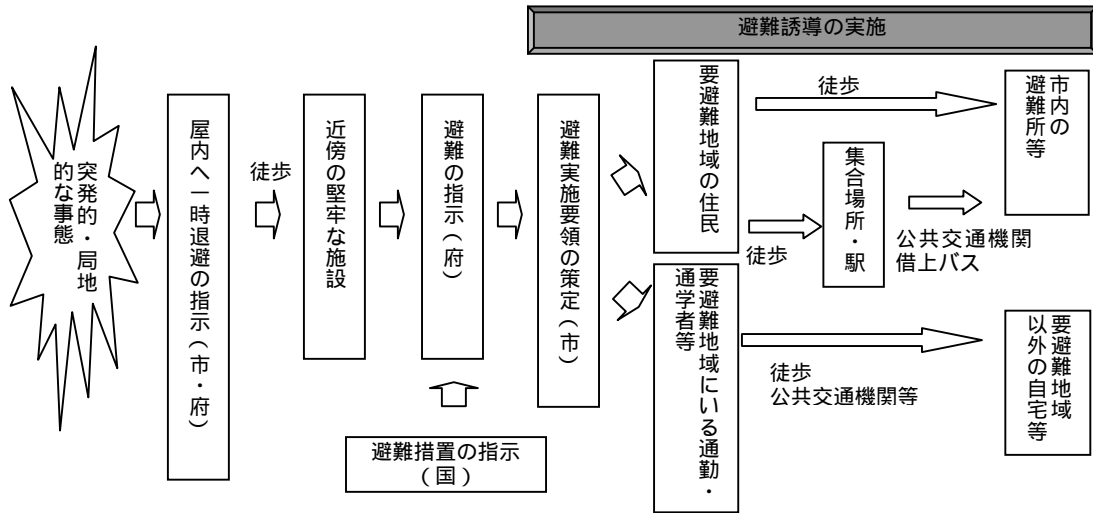 避難誘導の実施
突発的・局地
的な事態
屋内へ一時退避の指示(市・府)
徒歩
近傍の堅牢な施設
避難の指示(府)
避難措置の指示
(国)
避難実施要領の策定(市)
要避難地域の住民
徒歩
市内の
避難所等
徒歩
集合場所・駅
公共交通機関
借上バス
要避難地域にいる通勤・
通学者等
徒歩
公共交通機関等
要避難地域
以外の自宅等